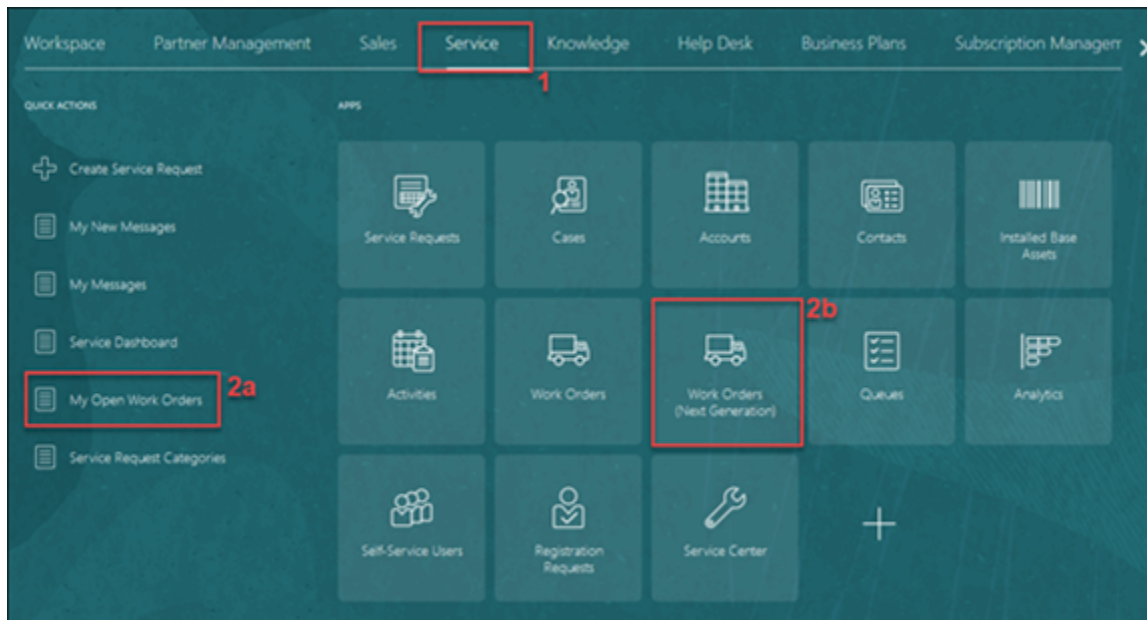 Workspace
Partner Management
Sales
Service
Knowledge
Help Desk
Business Plans
Subscription Managem
1
QUICK ACTIONS
APPS
Create Service Request
My New Messages
My Messages
Service Dashboard
My Open Work Orders
2a
Service Request Categories
Service Requests
Cases
Accounts
Contacts
Installed Base
Assets
Activities
Work Orders
2b
Work Orders
(Next Generation)
Queues
Analytics
Self-Service Users
Registration
Requests
Service Center